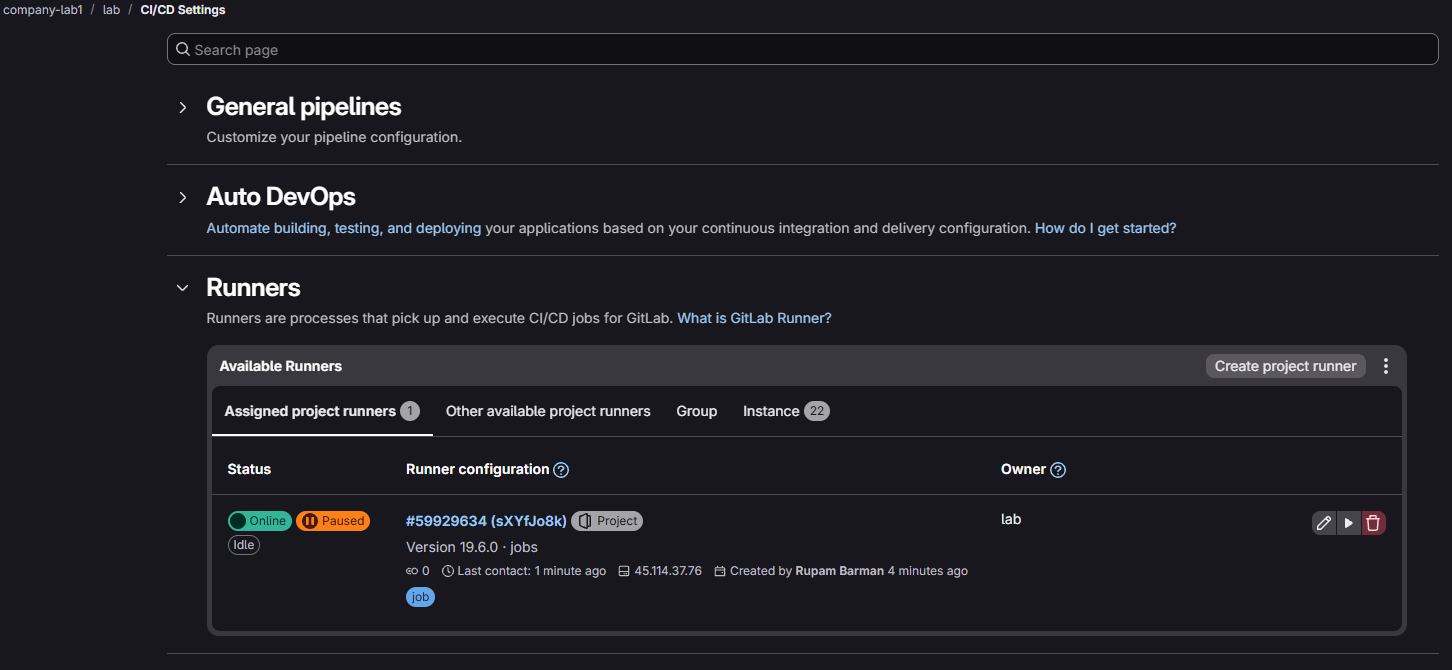 company-lab1 / lab / CI/CD Settings
Search page
General pipelines
Customize your pipeline configuration.
Auto DevOps
Automate building, testing, and deploying your applications based on your continuous integration and delivery configuration. How do I get started?
Runners
Runners are processes that pick up and execute CI/CD jobs for GitLab. What is GitLab Runner?
Available Runners Create project runner
Assigned project runners 1 Other available project runners Group Instance 22
Status Runner configuration ? Owner ?
Online Paused #59929634 (sXYfJo8k) Project lab
Idle Version 19.6.0 · jobs
0 Last contact: 1 minute ago 45.114.37.76 Created by Rupam Barman 4 minutes ago
job